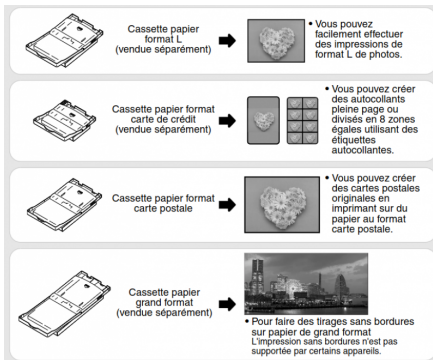 Cassette papier
format L
(vendue séparément)
• Vous pouvez
facilement effectuer
des impressions de
format L de photos.
Cassette papier format
carte de crédit
(vendue séparément)
• Vous pouvez créer
des autocollants
pleine page ou
divisés en 8 zones
égales utilisant des
étiquettes
autocollantes.
Cassette papier format
carte postale
• Vous pouvez créer
des cartes postales
originales en
imprimant sur du
papier au format
carte postale.
Cassette papier
grand format
(vendue séparément)
• Pour faire des tirages sans bordures
sur papier de grand format
L'impression sans bordures n'est pas
supportée par certains appareils.